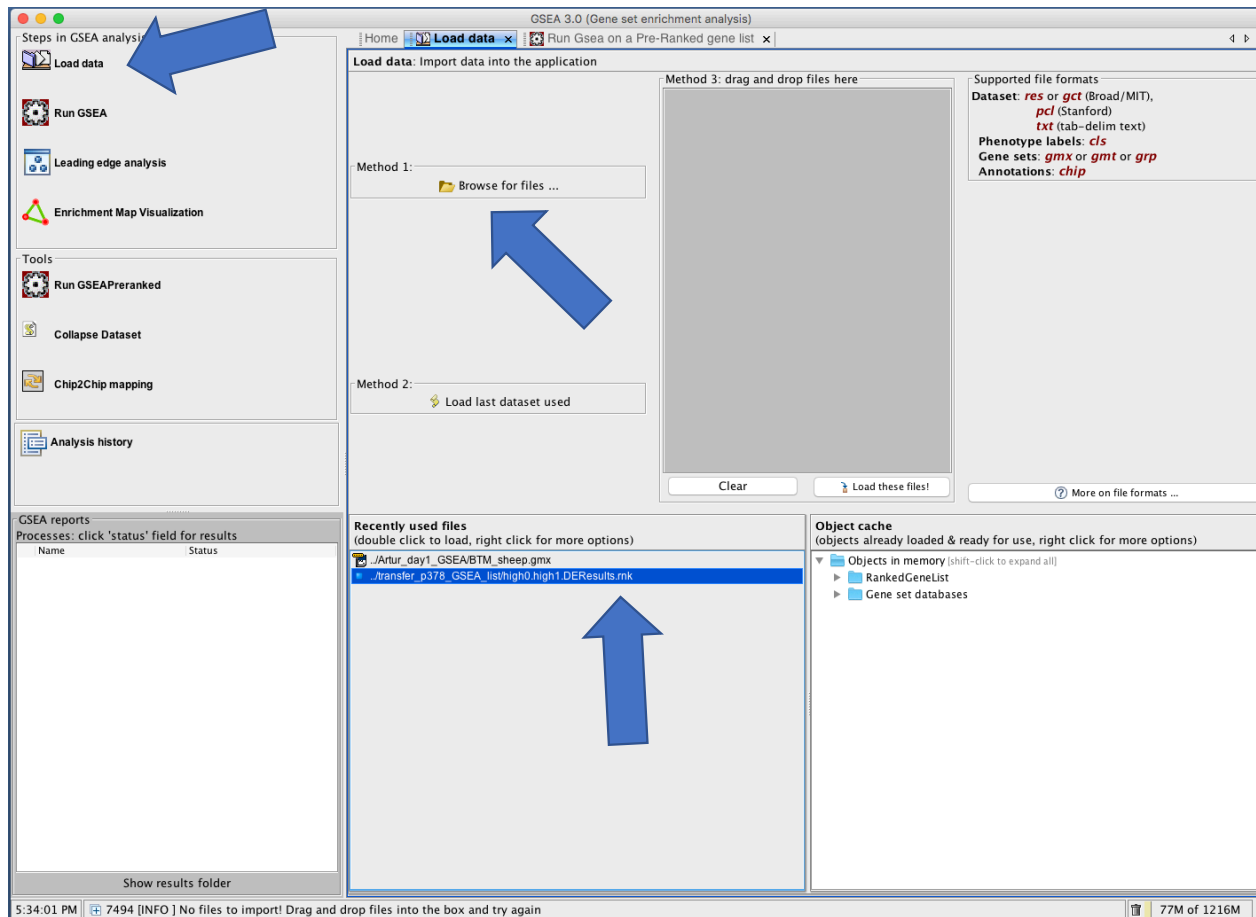 GSEA 3.0 (Gene set enrichment analysis)
Steps in GSEA analysis
Load data
Run GSEA
Leading edge analysis
Enrichment Map Visualization
Tools
Run GSEAPreranked
Collapse Dataset
Chip2Chip mapping
Analysis history
GSEA reports
Processes: click 'status' field for results
Name Status
Show results folder
Home Load data x Run Gsea on a Pre-Ranked gene list x
Load data: Import data into the application
Method 1:
Browse for files ...
Method 2:
Load last dataset used
Method 3: drag and drop files here
Clear Load these files!
Supported file formats
Dataset: res or gct (Broad/MIT),
pcl (Stanford)
txt (tab-delim text)
Phenotype labels: cls
Gene sets: gmx or gmt or grp
Annotations: chip
More on file formats ...
Recently used files
(double click to load, right click for more options)
../Artur_day1_GSEA/BTM_sheep.gmx
../transfer_p378_GSEA_list/high0.high1.DEResults.rnk
Object cache
(objects already loaded & ready for use, right click for more options)
Objects in memory [shift-click to expand all]
RankedGeneList
Gene set databases
5:34:01 PM 7494 [INFO ] No files to import! Drag and drop files into the box and try again 77M of 1216M